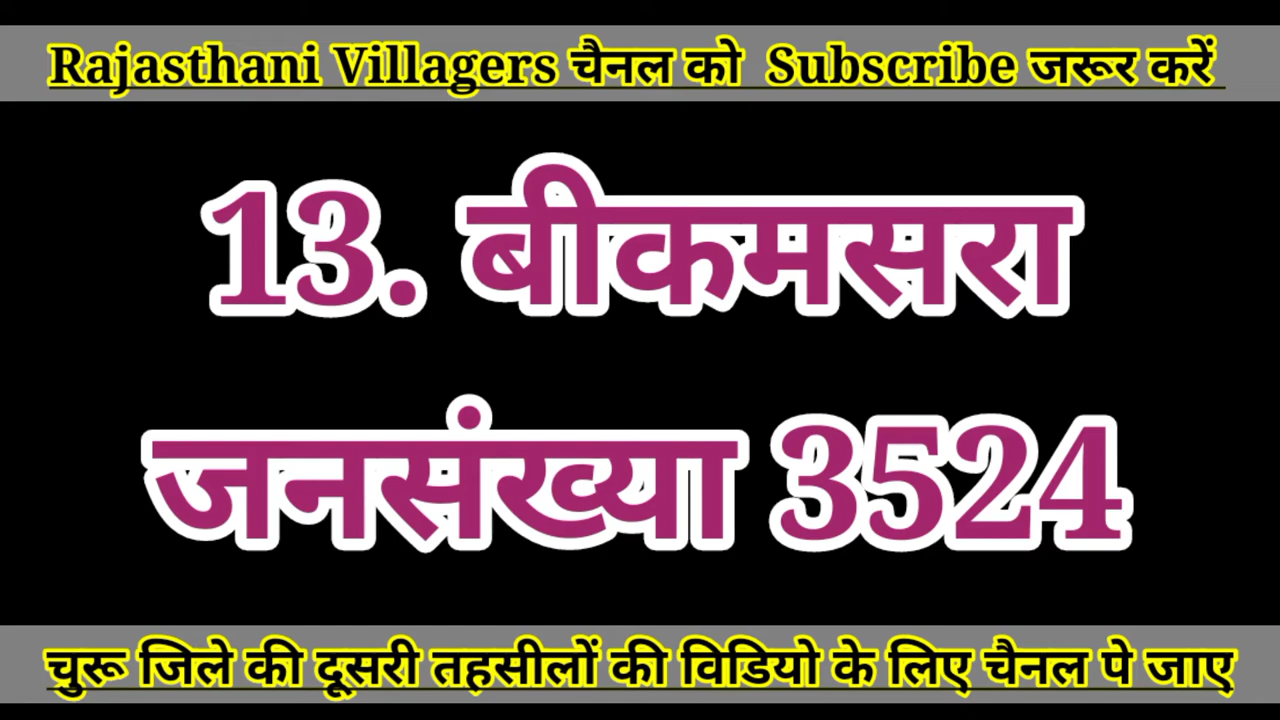 Rajasthani Villagers चैनल को Subscribe जरूर करें
13. बीकमसरा
जनसंख्या 3524
चुरू जिले की दूसरी तहसीलों की विडियो के लिए चैनल पे जाए